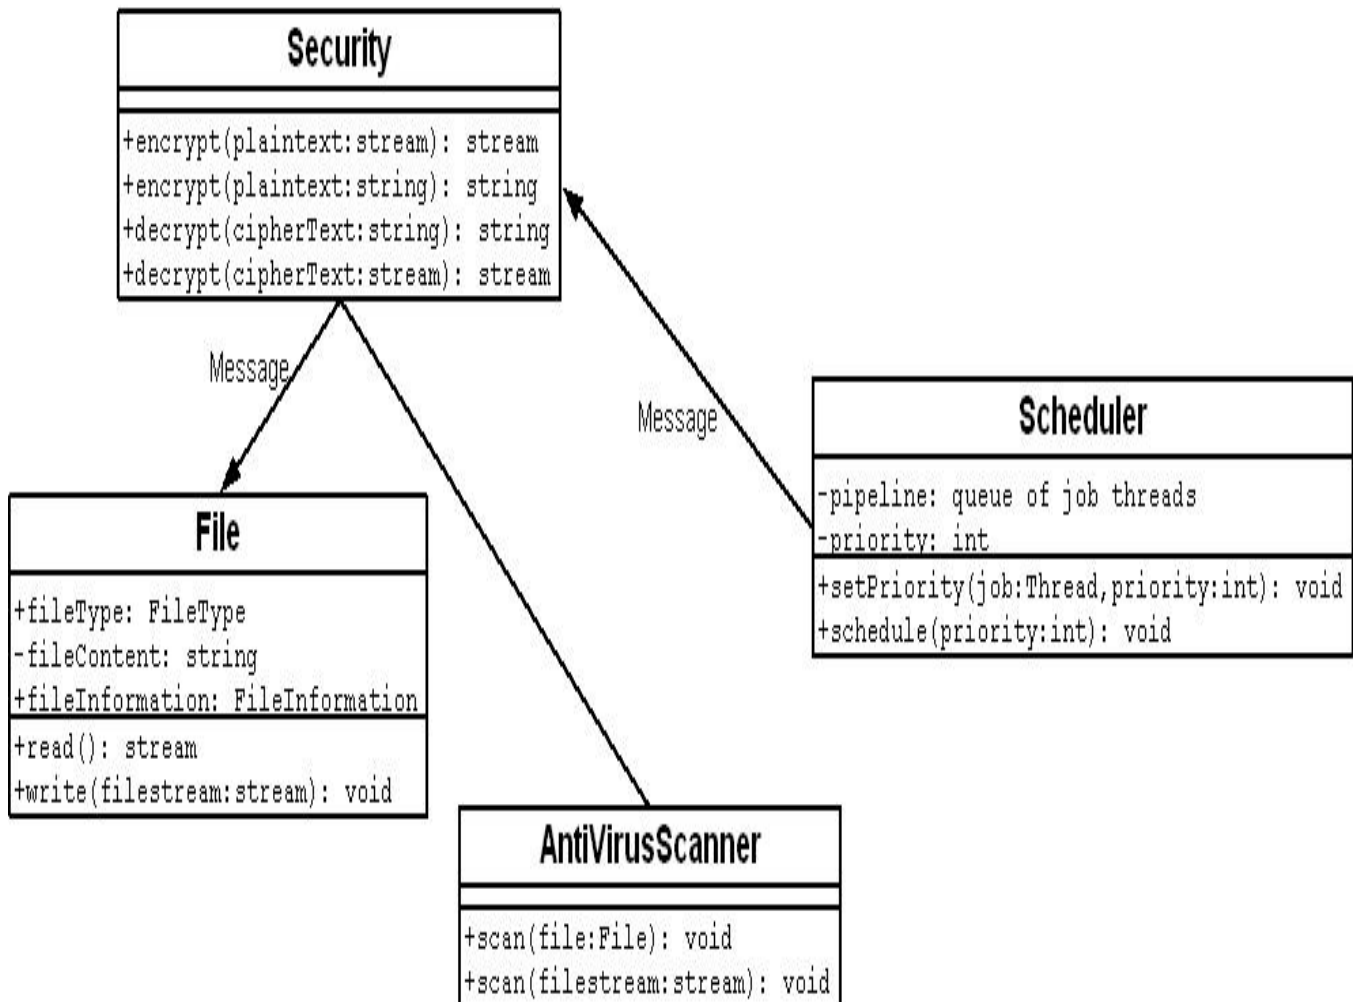 Security
+encrypt(plaintext:stream): stream
+encrypt(plaintext:string): string
+decrypt(cipherText:string): string
+decrypt(cipherText:stream): stream
Message
Message
Scheduler
-pipeline: queue of job threads
-priority: int
+setPriority(job:Thread,priority:int): void
+schedule(priority:int): void
File
+fileType: FileType
-fileContent: string
+fileInformation: FileInformation
+read(): stream
+write(filestream:stream): void
AntiVirusScanner
+scan(file:File): void
+scan(filestream:stream): void